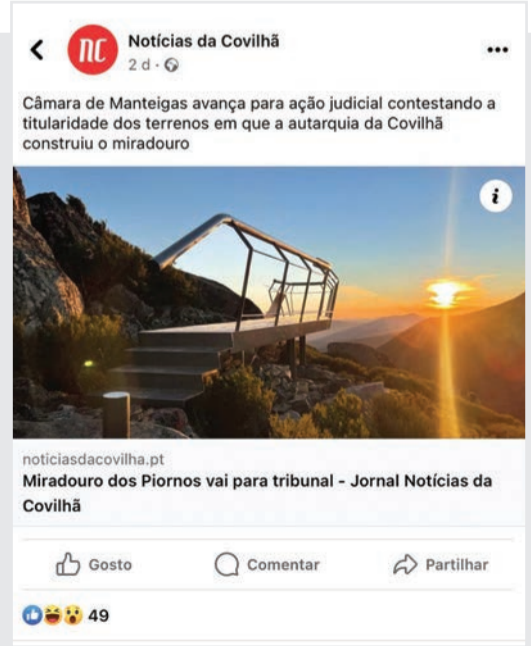 nc
Notícias da Covilhã
2 d ·
Câmara de Manteigas avança para ação judicial contestando a
titularidade dos terrenos em que a autarquia da Covilhã
construiu o miradouro
i
noticiasdacovilha.pt
Miradouro dos Piornos vai para tribunal - Jornal Notícias da
Covilhã
Gosto Comentar Partilhar
49